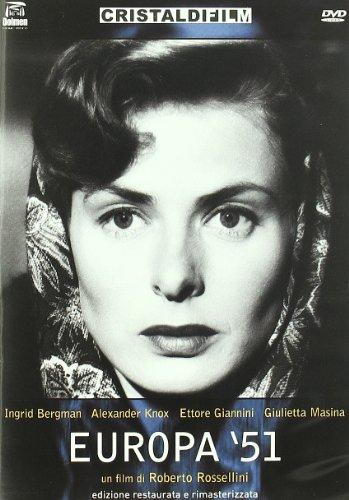 Dolmen
CRISTALDIFILM
DVD
Ingrid Bergman Alexander Knox Ettore Giannini Giulietta Masina
EUROPA '51
un film di Roberto Rossellini
edizione restaurata e rimasterizzata